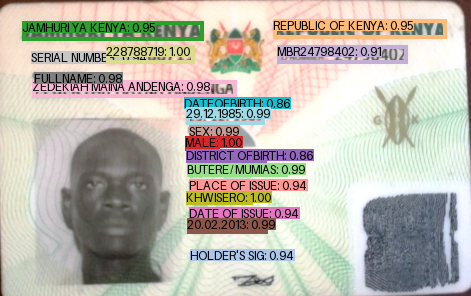 JAMHURI YA KENYA: 0.95
REPUBLIC OF KENYA: 0.95
SERIAL NUMBE
228788719: 1.00
MBR24798402: 0.91
FULLNAME: 0.98
ZEDEKIAH MAINA ANDENGA: 0.98
DATEOFBIRTH: 0.86
29.12.1985: 0.99
SEX: 0.99
MALE: 1.00
DISTRICT OFBIRTH: 0.86
BUTERE/MUMIAS: 0.99
PLACE OF ISSUE: 0.94
KHWISERO: 1.00
DATE OF ISSUE: 0.94
20.02.2013: 0.99
HOLDER'S SIG: 0.94